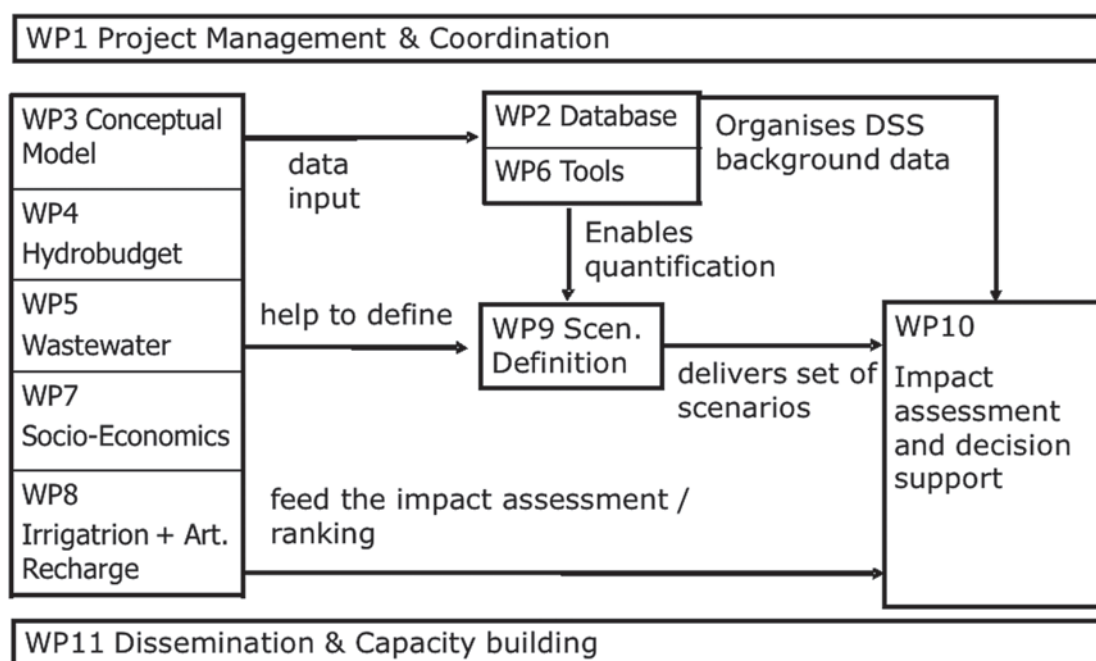 WP1 Project Management & Coordination
WP3 Conceptual
Model
WP4
Hydrobudget
WP5
Wastewater
WP7
Socio-Economics
WP8
Irrigatrion + Art.
Recharge
data
input
WP2 Database
WP6 Tools
Organises DSS
background data
Enables
quantification
help to define
WP9 Scen.
Definition
delivers set of
scenarios
feed the impact assessment /
ranking
WP10
Impact
assessment
and decision
support
WP11 Dissemination & Capacity building